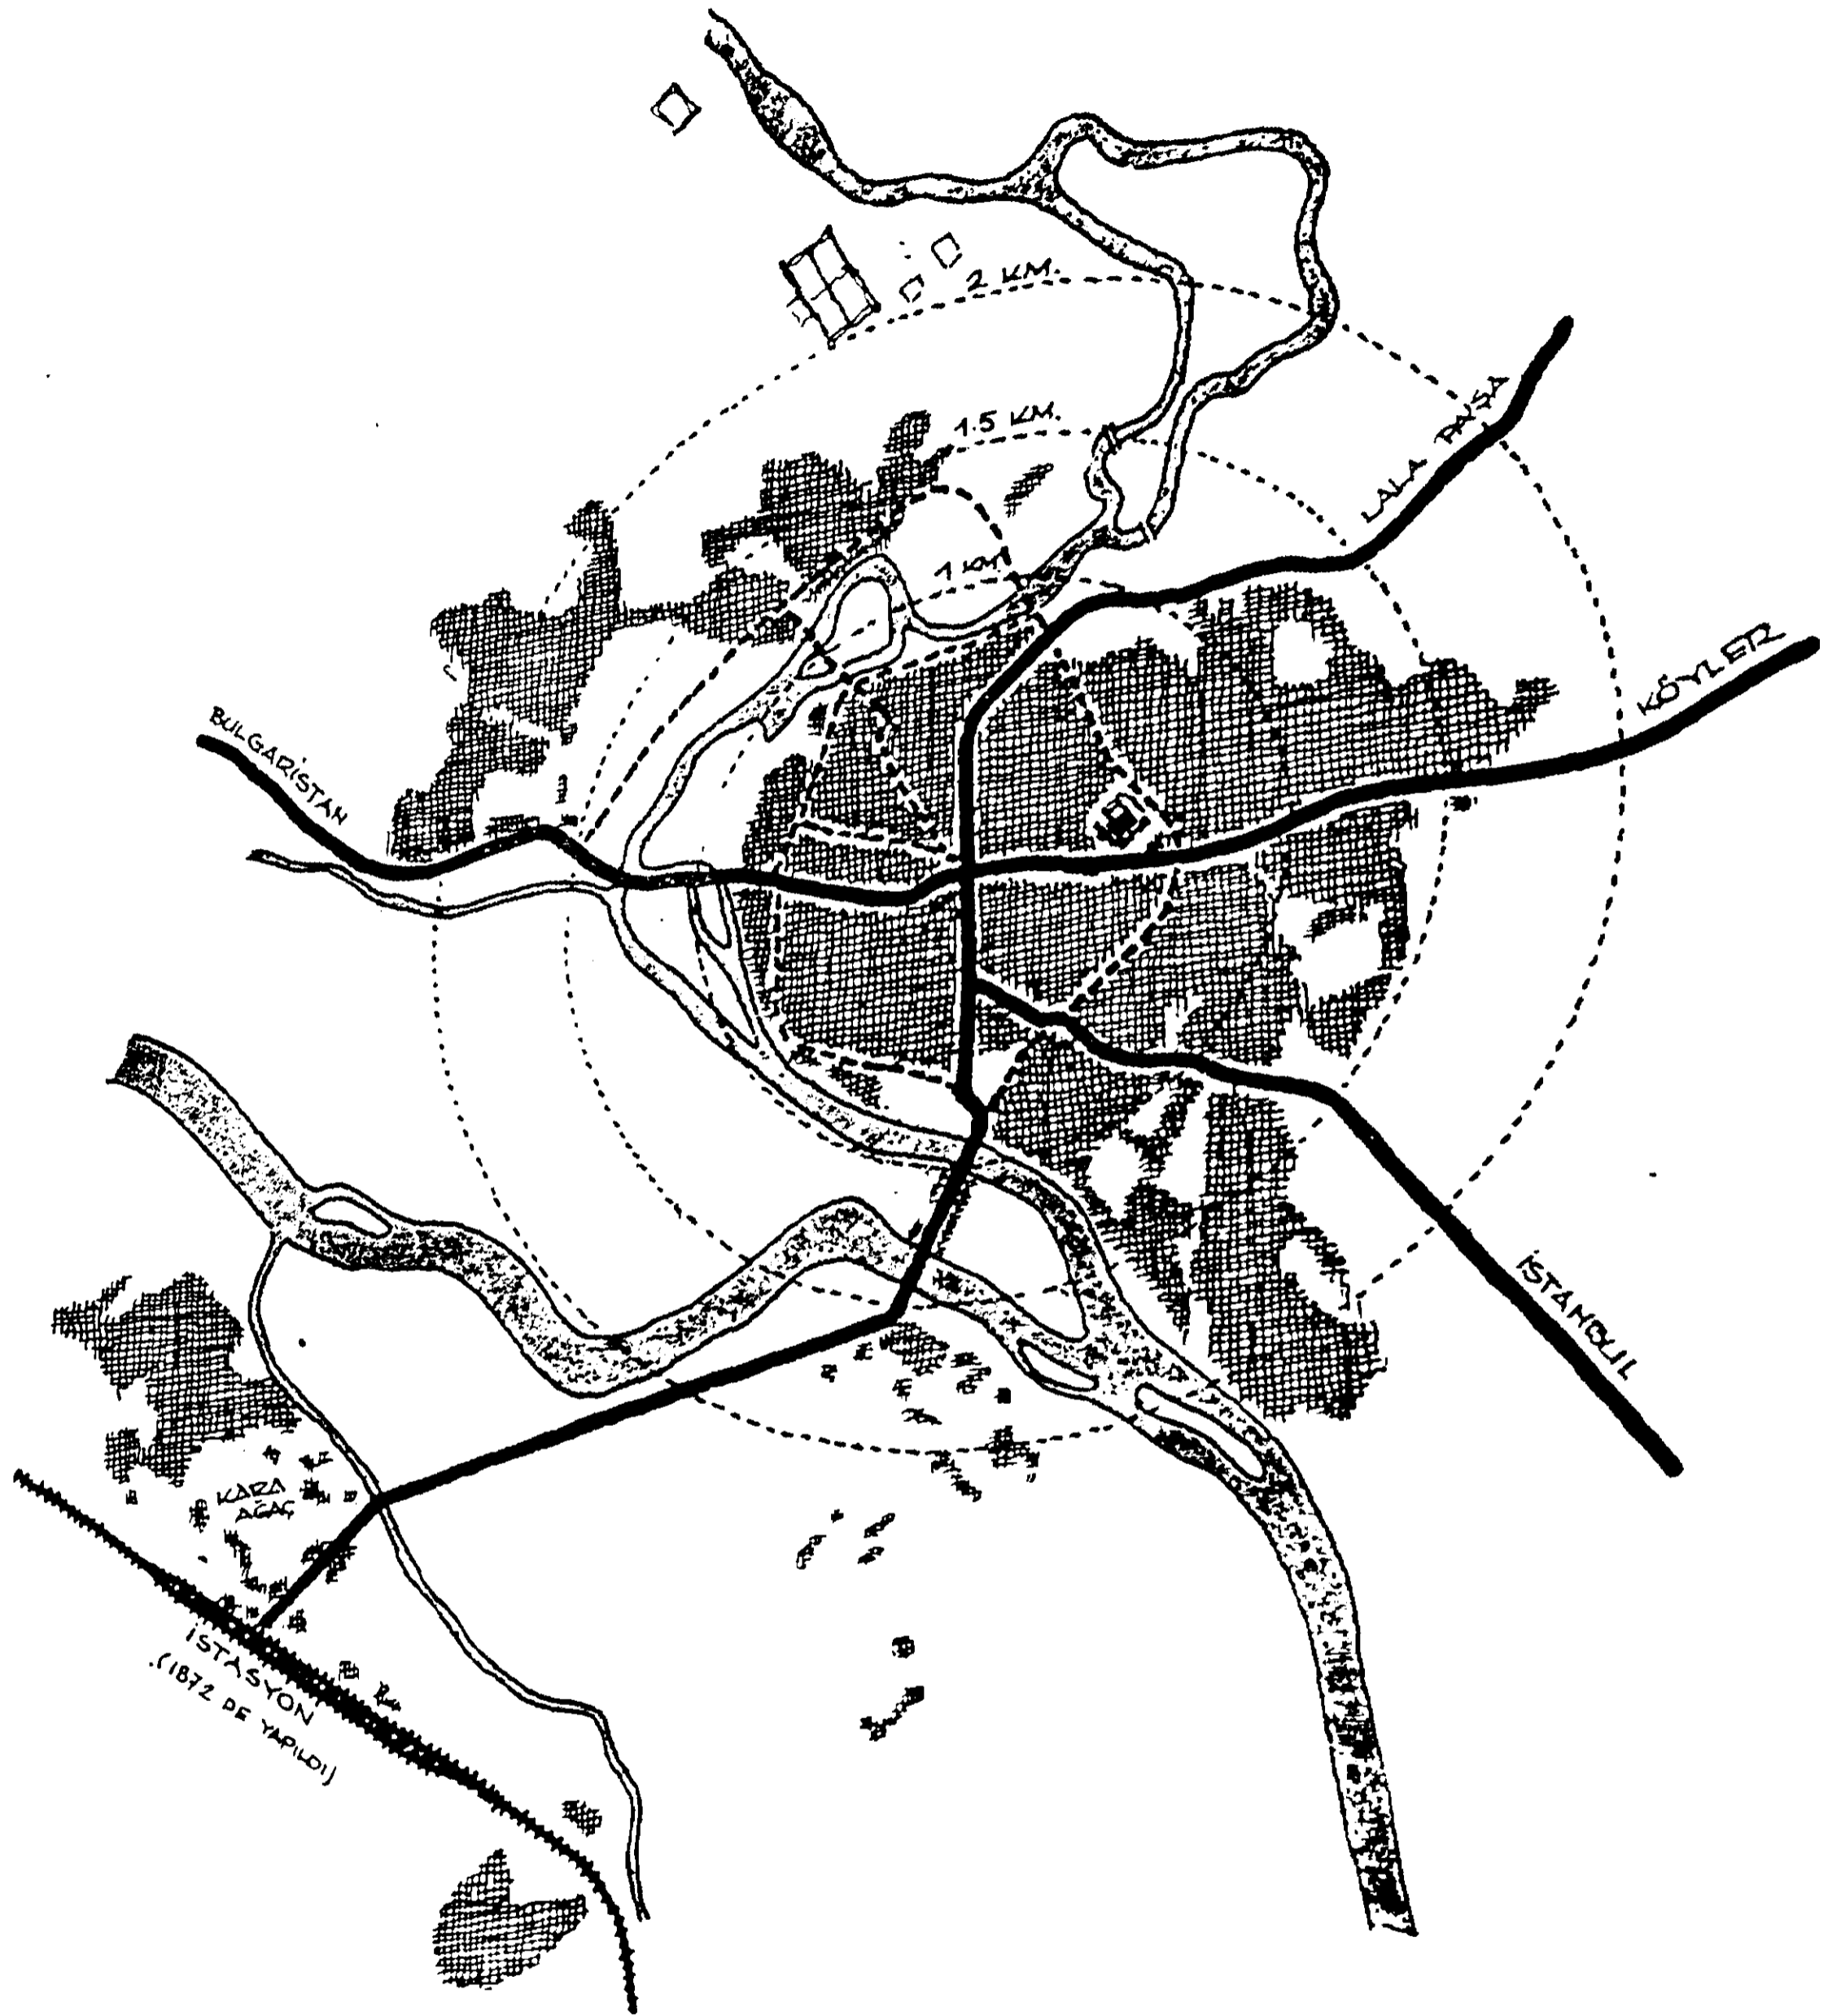 2 KM.
1.5 KM.
1 KM
LALA PAŞA
KÖYLER
BULGARİSTAN
İSTANBUL
KARA
AĞAÇ
İSTASYON
(1872 DE YAPILDI)